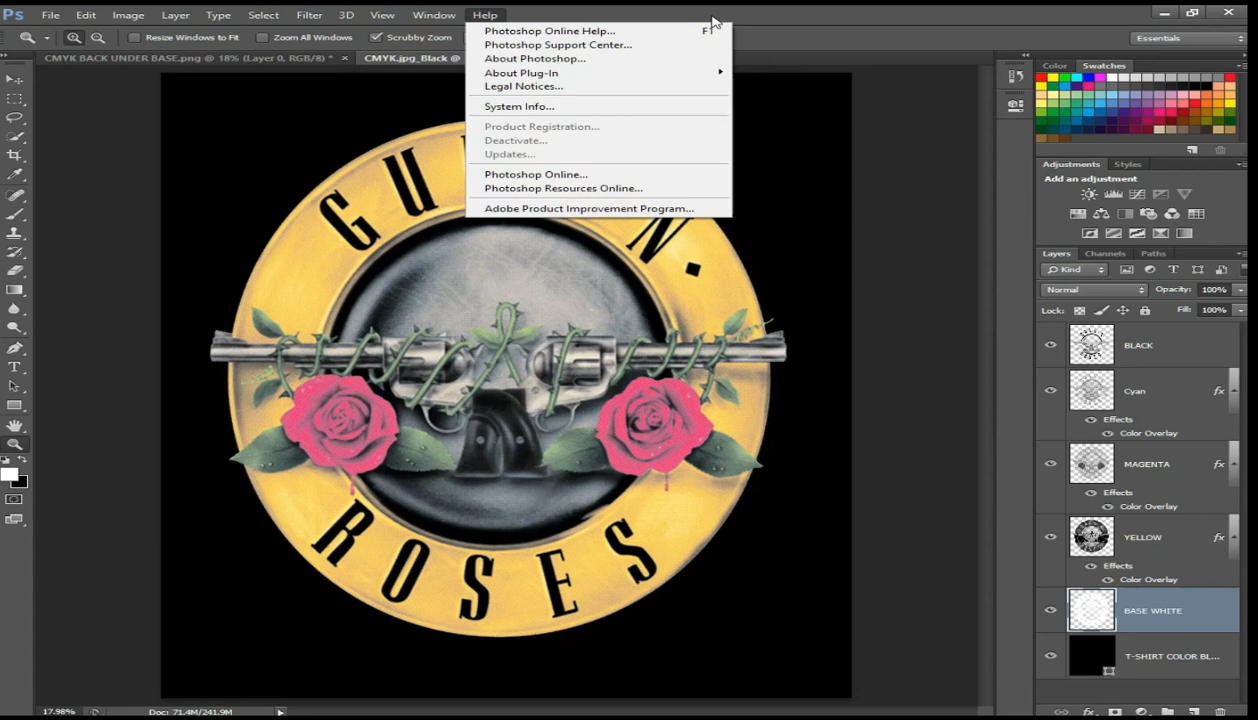 Ps File Edit Image Layer Type Select Filter 3D View Window Help
Resize Windows to Fit Zoom All Windows Scrubby Zoom Essentials
CMYK BACK UNDER BASE.png @ 18% (Layer 0, RGB/8) * × CMYK.jpg_Black @
Photoshop Online Help... F1
Photoshop Support Center...
About Photoshop...
About Plug-In
Legal Notices...
System Info...
Product Registration...
Deactivate...
Updates...
Photoshop Online...
Photoshop Resources Online...
Adobe Product Improvement Program...
GU
N.
ROSES
Color Swatches
Adjustments Styles
Add an adjustment
Layers Channels Paths
Kind
Normal Opacity: 100%
Lock: Fill: 100%
BLACK
Cyan fx
Effects
Color Overlay
MAGENTA fx
Effects
Color Overlay
YELLOW fx
Effects
Color Overlay
BASE WHITE
T-SHIRT COLOR BL...
17.98% Doc: 71.4M/241.9M